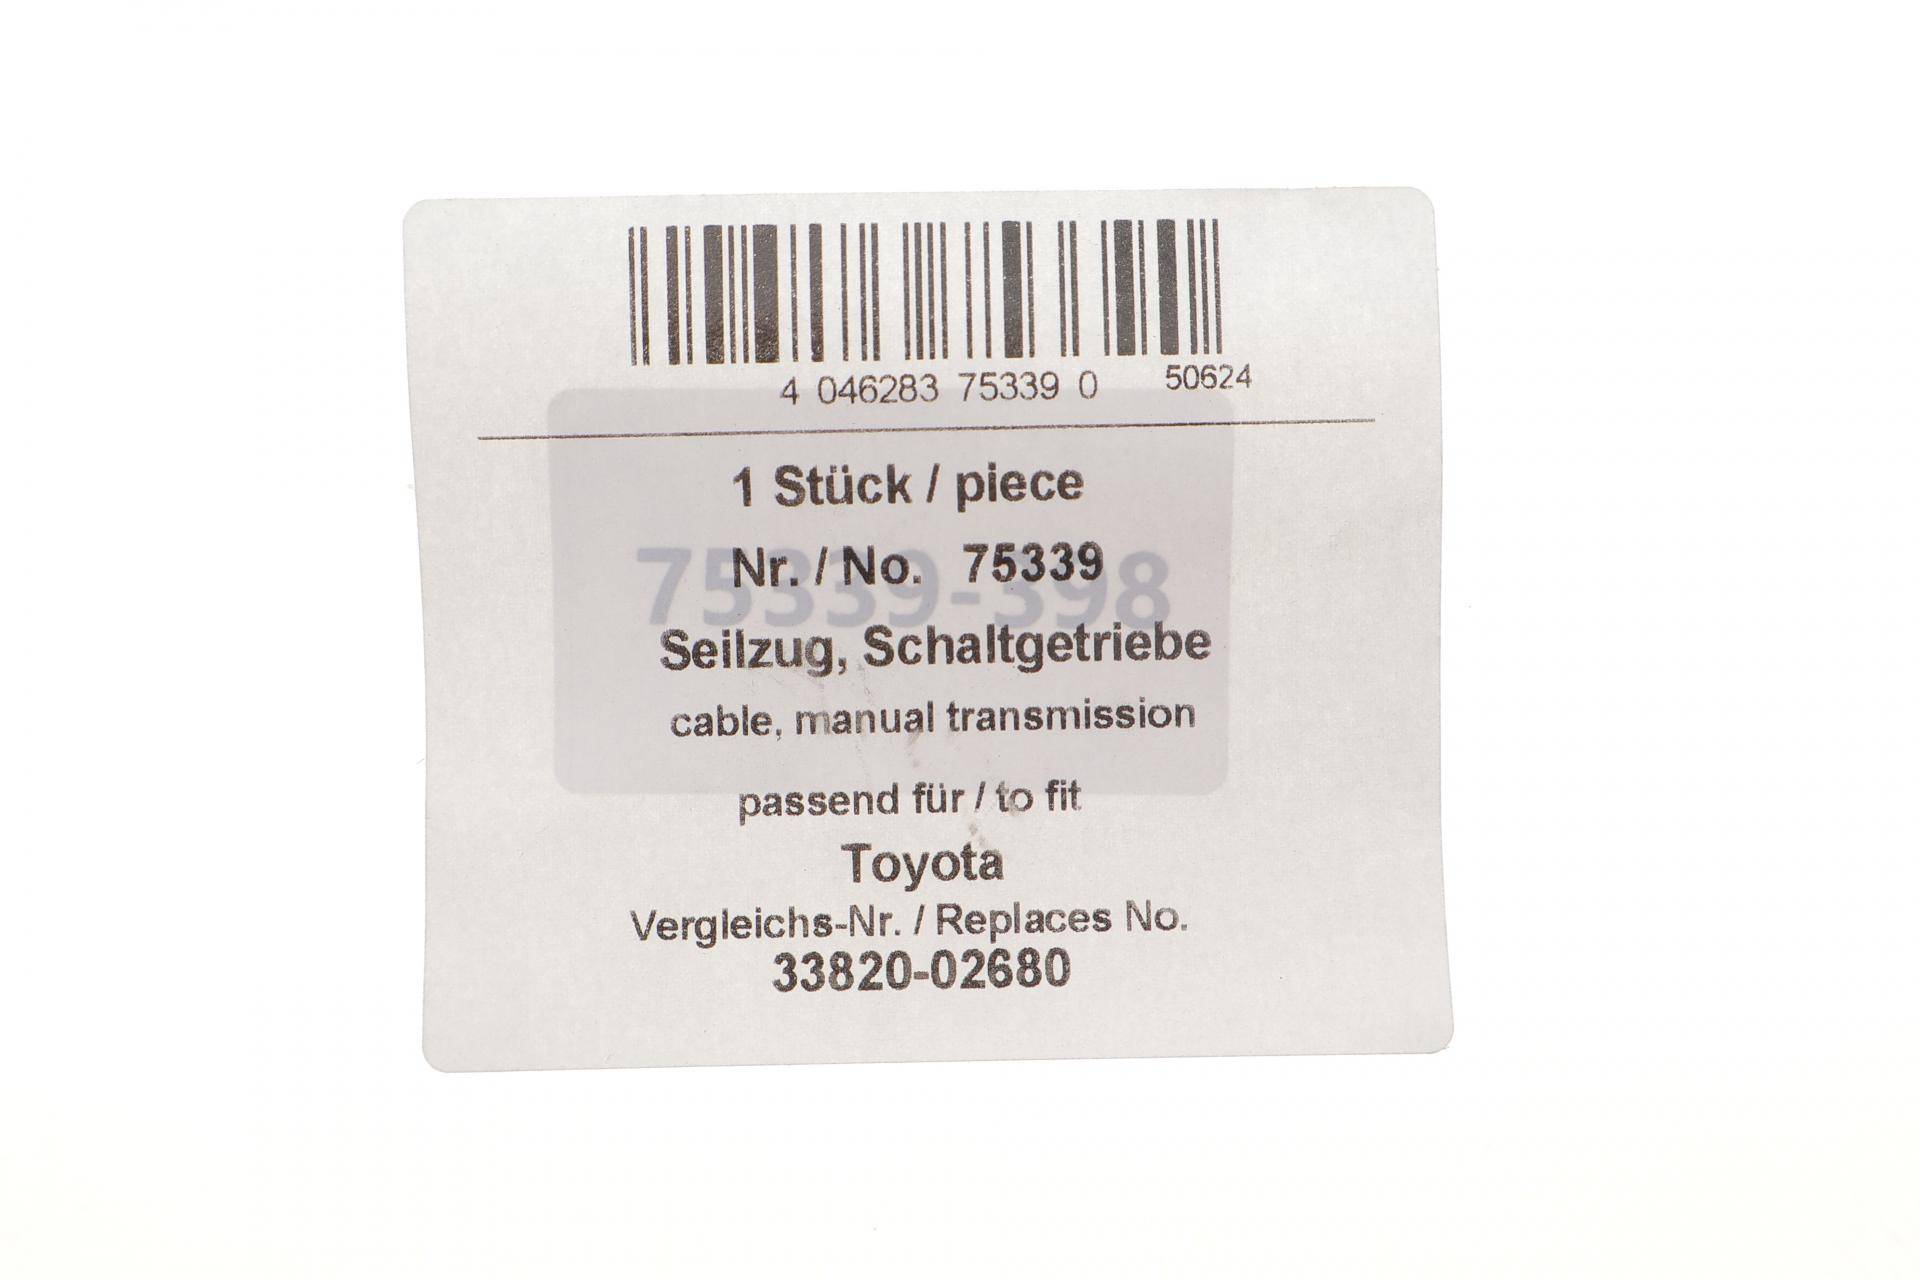 4 046283 75339 0 50624
1 Stück / piece
Nr. / No. 75339
75339-398
Seilzug, Schaltgetriebe
cable, manual transmission
passend für / to fit
Toyota
Vergleichs-Nr. / Replaces No.
33820-02680